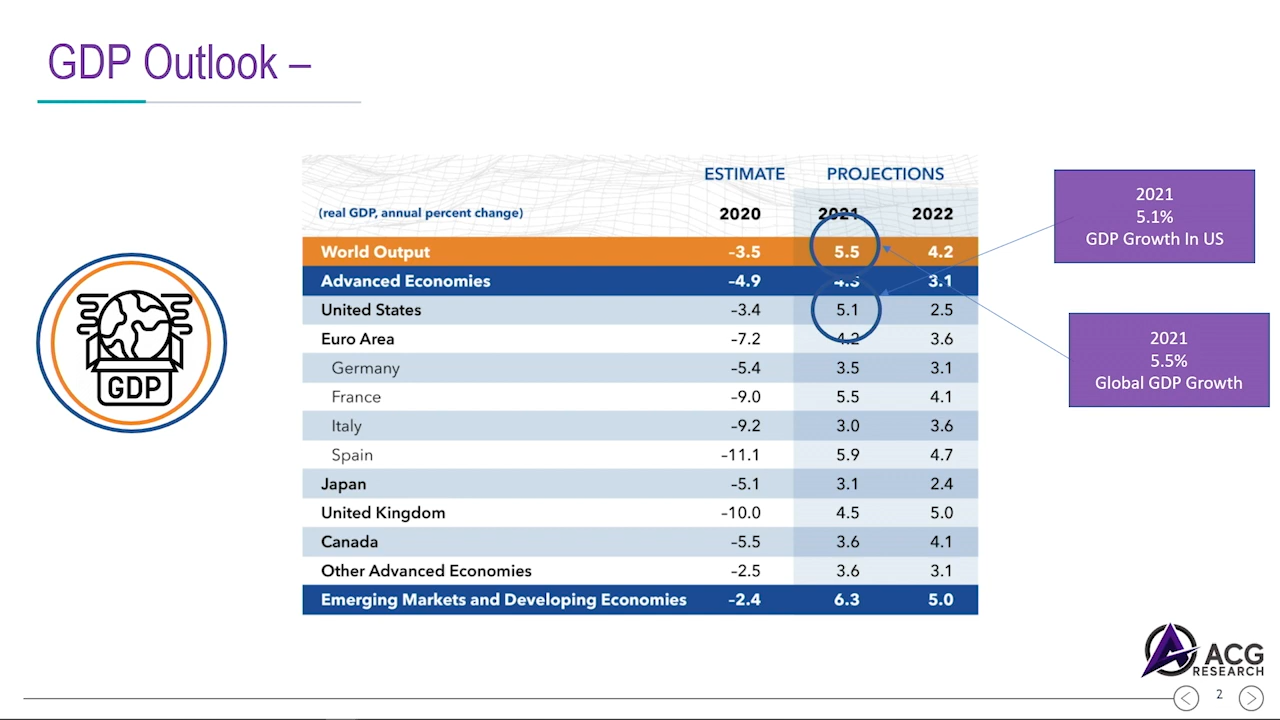 GDP Outlook –
ESTIMATE PROJECTIONS
(real GDP, annual percent change) 2020 2021 2022
World Output –3.5 5.5 4.2
Advanced Economies –4.9 4.3 3.1
United States –3.4 5.1 2.5
Euro Area –7.2 4.2 3.6
Germany –5.4 3.5 3.1
France –9.0 5.5 4.1
Italy –9.2 3.0 3.6
Spain –11.1 5.9 4.7
Japan –5.1 3.1 2.4
United Kingdom –10.0 4.5 5.0
Canada –5.5 3.6 4.1
Other Advanced Economies –2.5 3.6 3.1
Emerging Markets and Developing Economies –2.4 6.3 5.0
GDP
2021
5.1%
GDP Growth In US
2021
5.5%
Global GDP Growth
ACG
RESEARCH
2